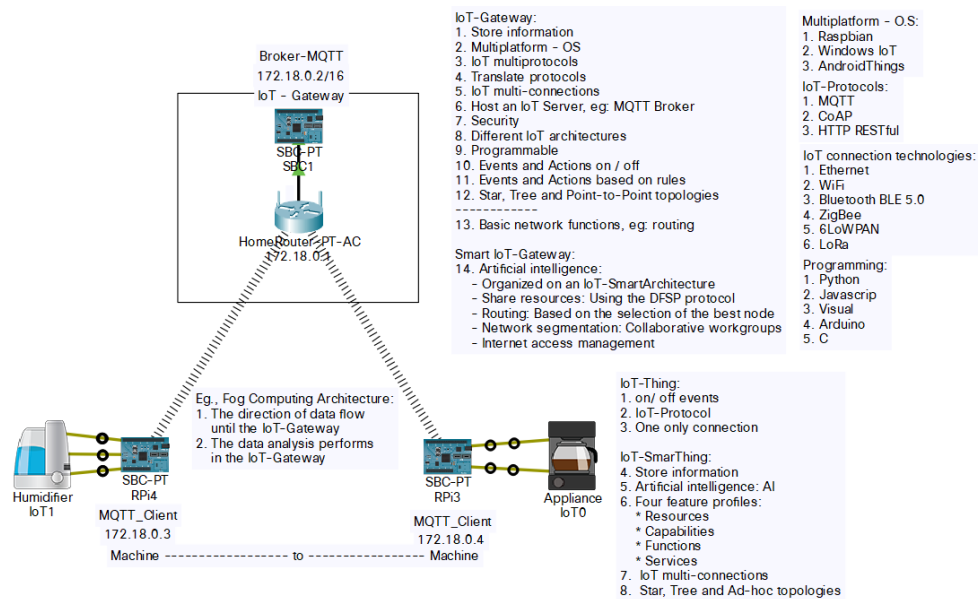 Broker-MQTT
172.18.0.2/16
IoT - Gateway
SBC-PT
SBC1
HomeRouter-PT-AC
172.18.0.1
IoT-Gateway:
1. Store information
2. Multiplatform - OS
3. IoT multiprotocols
4. Translate protocols
5. IoT multi-connections
6. Host an IoT Server, eg: MQTT Broker
7. Security
8. Different IoT architectures
9. Programmable
10. Events and Actions on / off
11. Events and Actions based on rules
12. Star, Tree and Point-to-Point topologies
------------
13. Basic network functions, eg: routing
Smart IoT-Gateway:
14. Artificial intelligence:
- Organized on an IoT-SmartArchitecture
- Share resources: Using the DFSP protocol
- Routing: Based on the selection of the best node
- Network segmentation: Collaborative workgroups
- Internet access management
Multiplatform - O.S:
1. Raspbian
2. Windows IoT
3. AndroidThings
IoT-Protocols:
1. MQTT
2. CoAP
3. HTTP RESTful
IoT connection technologies:
1. Ethernet
2. WiFi
3. Bluetooth BLE 5.0
4. ZigBee
5. 6LoWPAN
6. LoRa
Programming:
1. Python
2. Javascrip
3. Visual
4. Arduino
5. C
Eg., Fog Computing Architecture:
1. The direction of data flow
until the IoT-Gateway
2. The data analysis performs
in the IoT-Gateway
Humidifier
IoT1
SBC-PT
RPi4
MQTT_Client
172.18.0.3
SBC-PT
RPi3
MQTT_Client
172.18.0.4
Appliance
IoT0
Machine ---------------- to ---------------- Machine
IoT-Thing:
1. on/ off events
2. IoT-Protocol
3. One only connection
IoT-SmarThing:
4. Store information
5. Artificial intelligence: AI
6. Four feature profiles:
* Resources
* Capabilities
* Functions
* Services
7. IoT multi-connections
8. Star, Tree and Ad-hoc topologies